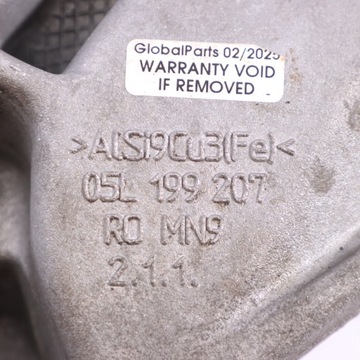 GlobalParts 02/2025
WARRANTY VOID
IF REMOVED
>AlSi9Cu3(Fe)<
05L 199 207
RO MN9
2.1.1.